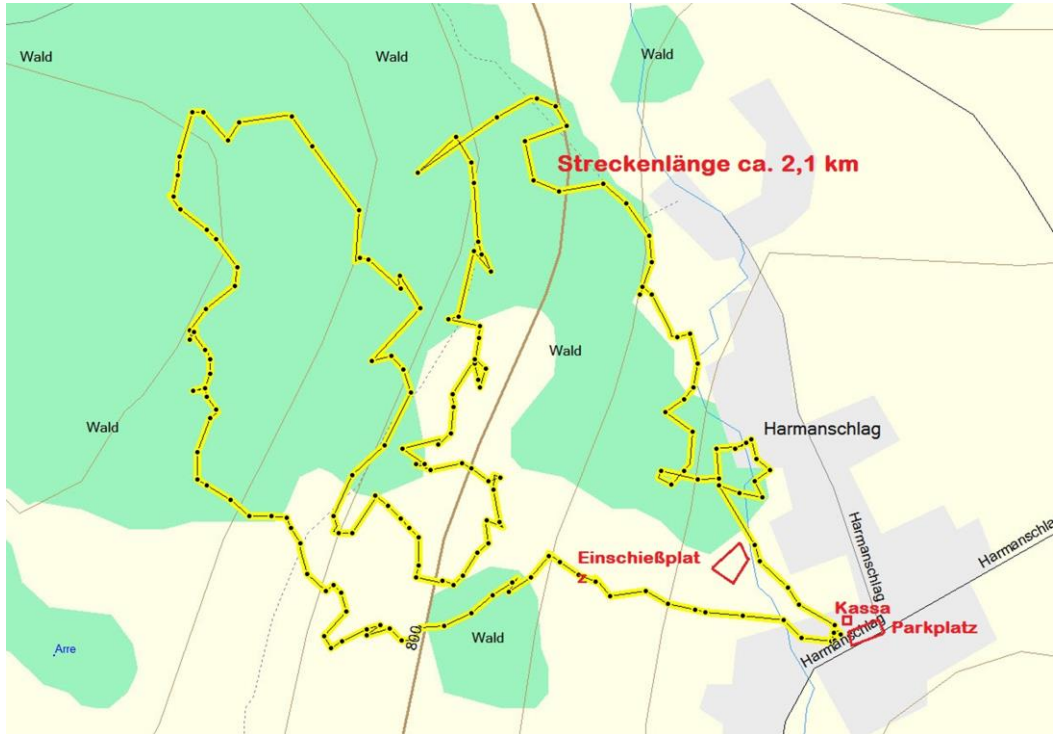 Wald
Wald
Wald
Streckenlänge ca. 2,1 km
Wald
Wald
Harmanschlag
Harmanschlag
Harmanschlag
Einschießplat
z
Kassa
Parkplatz
Harmanschlag
Wald
800
Arre